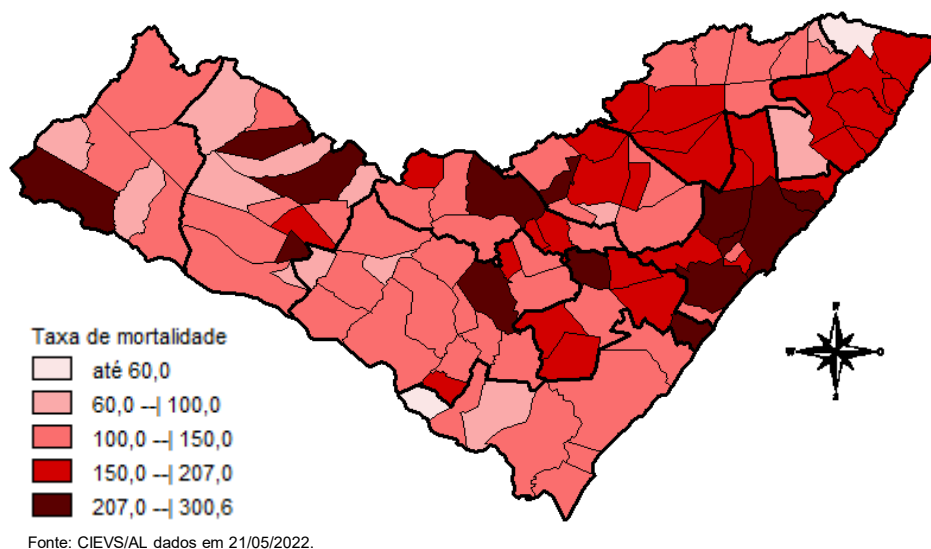 N
W
O
S
Taxa de mortalidade
até 60,0
60,0 --| 100,0
100,0 --| 150,0
150,0 --| 207,0
207,0 --| 300,6
Fonte: CIEVS/AL dados em 21/05/2022.